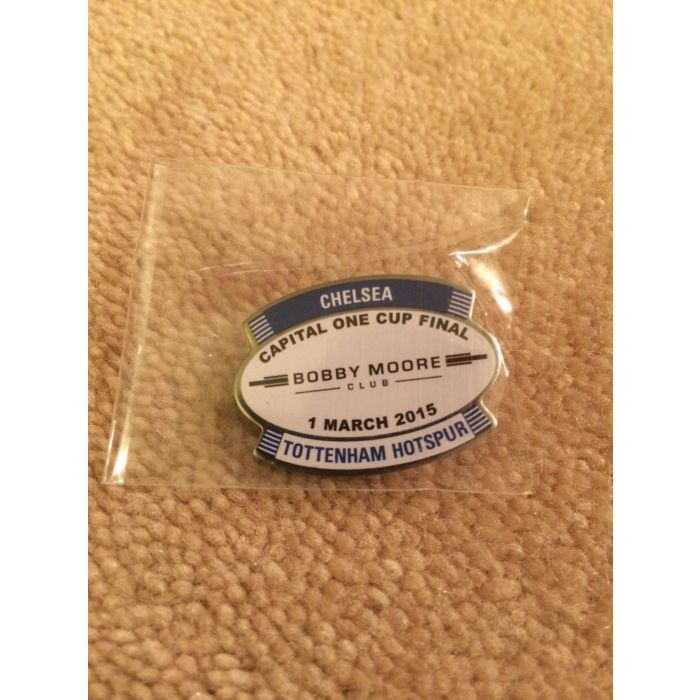 CHELSEA
CAPITAL ONE CUP FINAL
BOBBY MOORE
CLUB
1 MARCH 2015
TOTTENHAM HOTSPUR